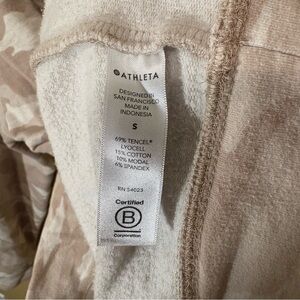 ATHLETA
DESIGNED IN
SAN FRANCISCO
MADE IN
INDONESIA
S
69% TENCEL®
LYOCELL
15% COTTON
10% MODAL
6% SPANDEX
RN 54023
Certified
B
Corporation